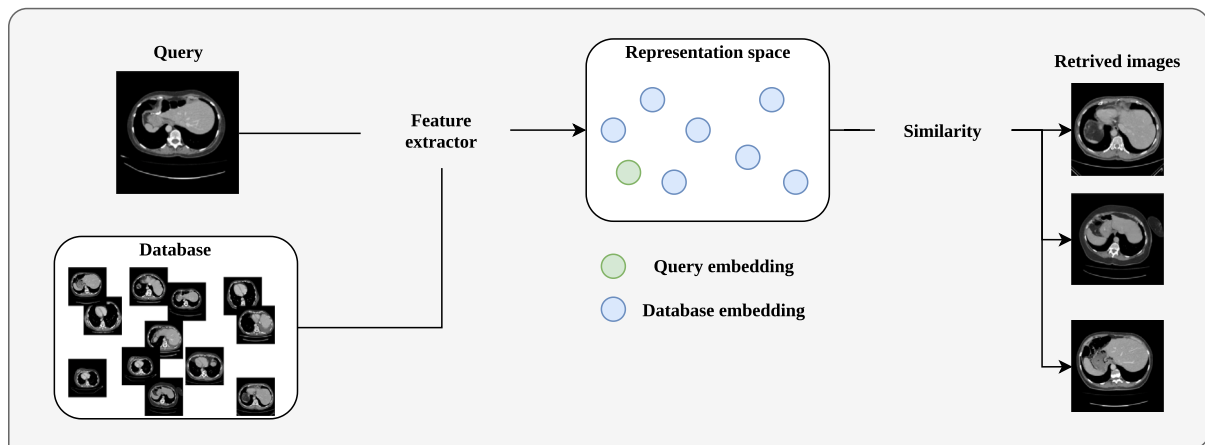 Query
Representation space
Retrived images
Feature
extractor
Similarity
Database
Query embedding
Database embedding